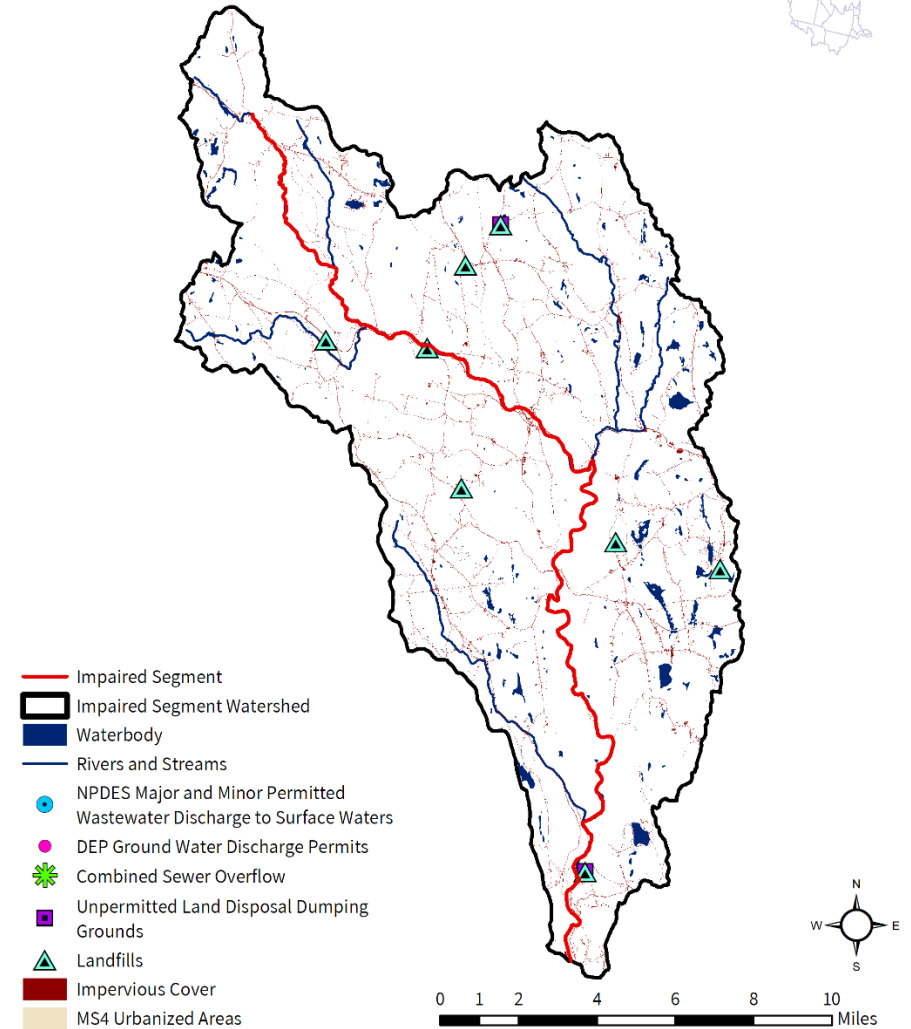 Impaired Segment
Impaired Segment Watershed
Waterbody
Rivers and Streams
NPDES Major and Minor Permitted
Wastewater Discharge to Surface Waters
DEP Ground Water Discharge Permits
Combined Sewer Overflow
Unpermitted Land Disposal Dumping
Grounds
Landfills
Impervious Cover
MS4 Urbanized Areas
N
W E
S
0 1 2 4 6 8 10
Miles